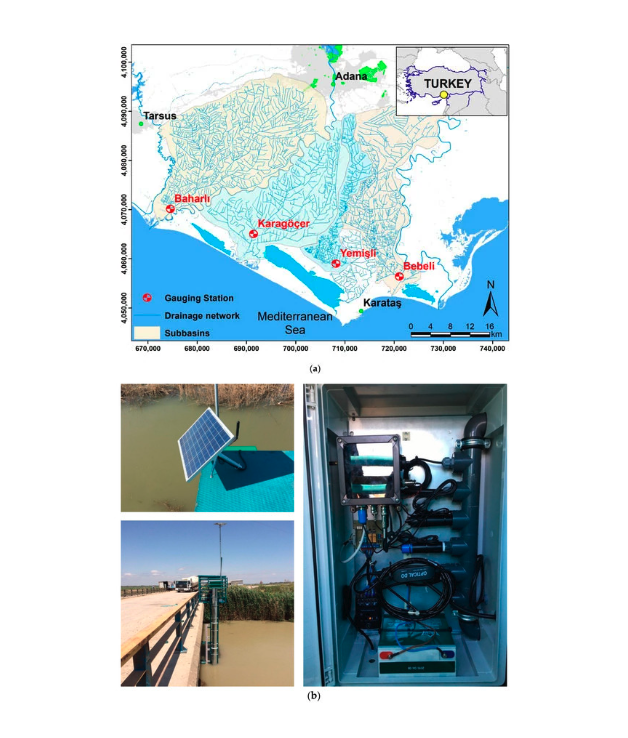 4,100,000
Adana
TURKEY
4,090,000
Tarsus
4,080,000
4,070,000
Baharlı
Karagöçer
4,060,000
Yemişli
Bebeli
Gauging Station
N
4,050,000
Karataş
Drainage network
Mediterranean
Sea
0 4 8 12 16
km
Subbasins
670,000 680,000 690,000 700,000 710,000 720,000 730,000 740,000
(a)
OPTICAL DO
(b)